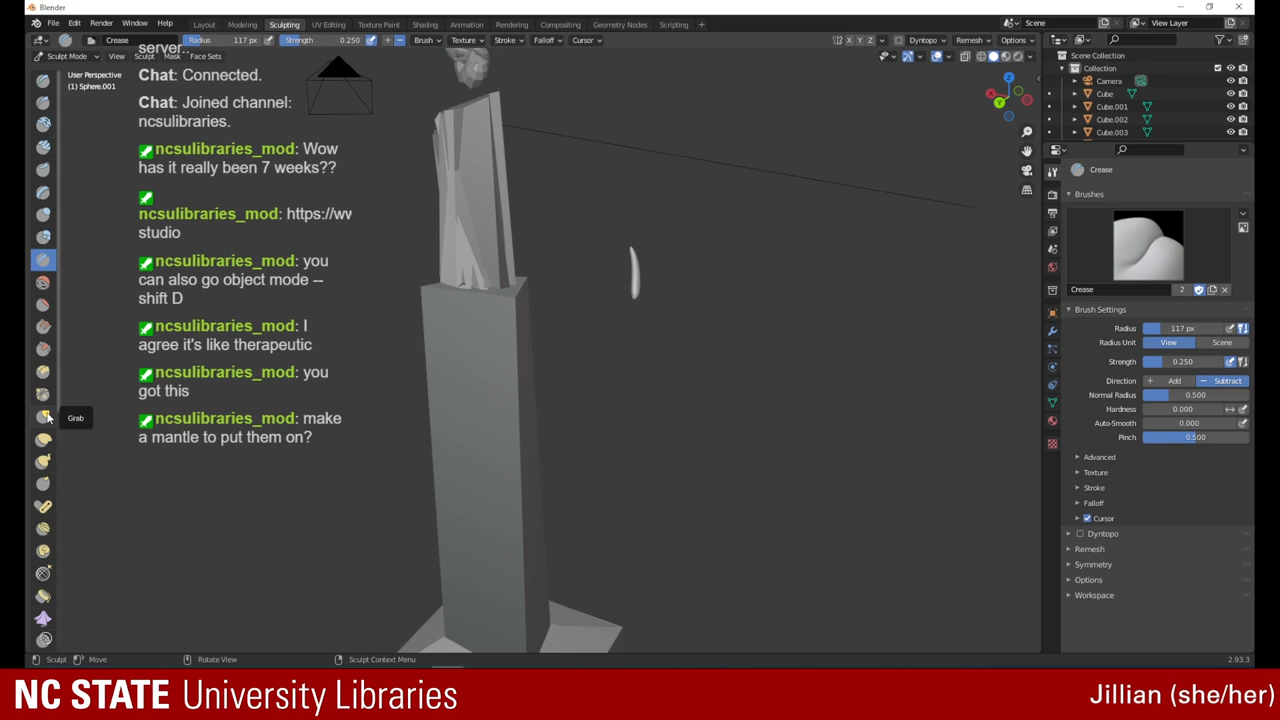 Blender
File Edit Render Window Help
Layout Modeling Sculpting UV Editing Texture Paint Shading Animation Rendering Compositing Geometry Nodes Scripting +
Scene View Layer
Crease Radius 117 px Strength 0.250 + − Brush Texture Stroke Falloff Cursor
X Y Z Dyntopo Remesh Options
Sculpt Mode View Sculpt Mask Face Sets
User Perspective
(1) Sphere.001
server..
Chat: Connected.
Chat: Joined channel:
ncsulibraries.
ncsulibraries_mod: Wow
has it really been 7 weeks??
ncsulibraries_mod: https://ww
studio
ncsulibraries_mod: you
can also go object mode --
shift D
ncsulibraries_mod: I
agree it's like therapeutic
ncsulibraries_mod: you
got this
ncsulibraries_mod: make
a mantle to put them on?
Grab
Z
X
Y
Scene Collection
Collection
Camera
Cube
Cube.001
Cube.002
Cube.003
Crease
Brushes
Crease 2
Brush Settings
Radius 117 px
Radius Unit View Scene
Strength 0.250
Direction + Add − Subtract
Normal Radius 0.500
Hardness 0.000
Auto-Smooth 0.000
Pinch 0.500
Advanced
Texture
Stroke
Falloff
Cursor
Dyntopo
Remesh
Symmetry
Options
Workspace
Sculpt Move Rotate View Sculpt Context Menu 2.93.3
NC STATE University Libraries
Jillian (she/her)